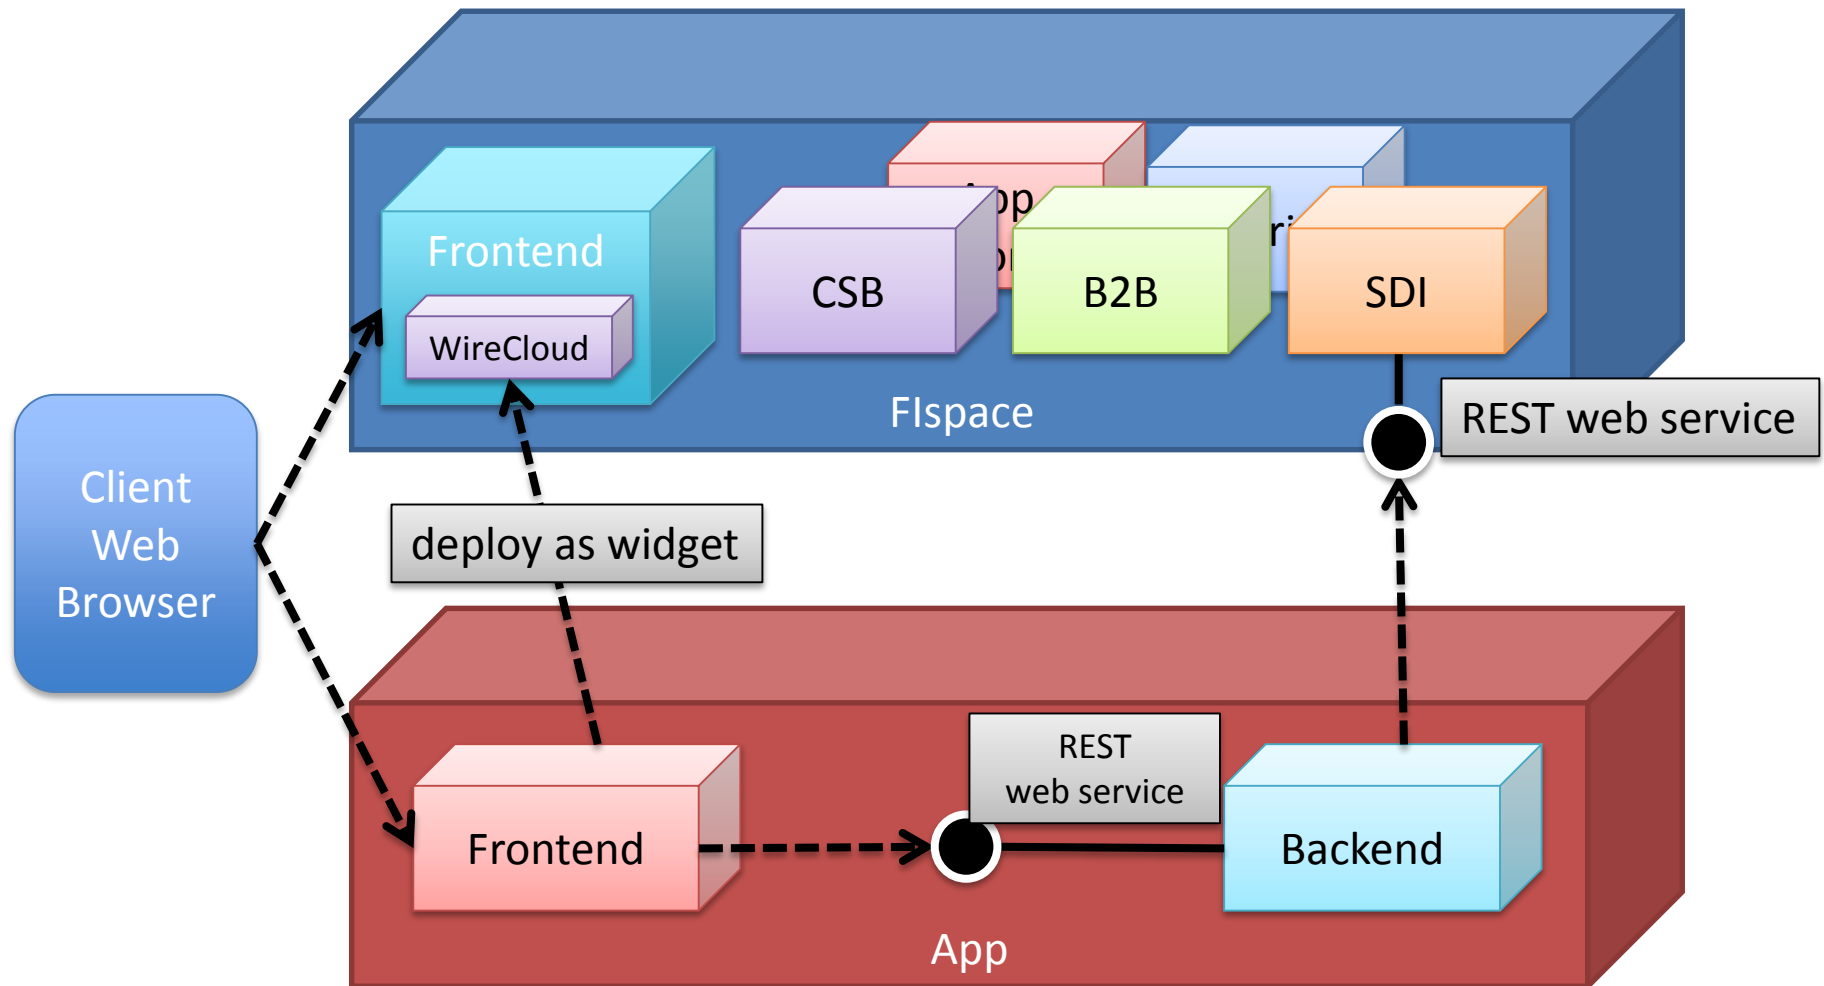 App
Frontend
CSB
B2B
SDI
WireCloud
FIspace
REST web service
Client
Web
Browser
deploy as widget
REST
web service
Frontend
Backend
App